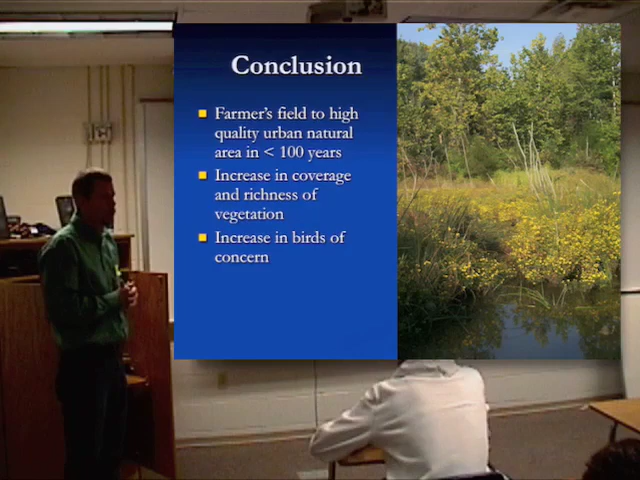 Conclusion
Farmer's field to high
quality urban natural
area in < 100 years
Increase in coverage
and richness of
vegetation
Increase in birds of
concern